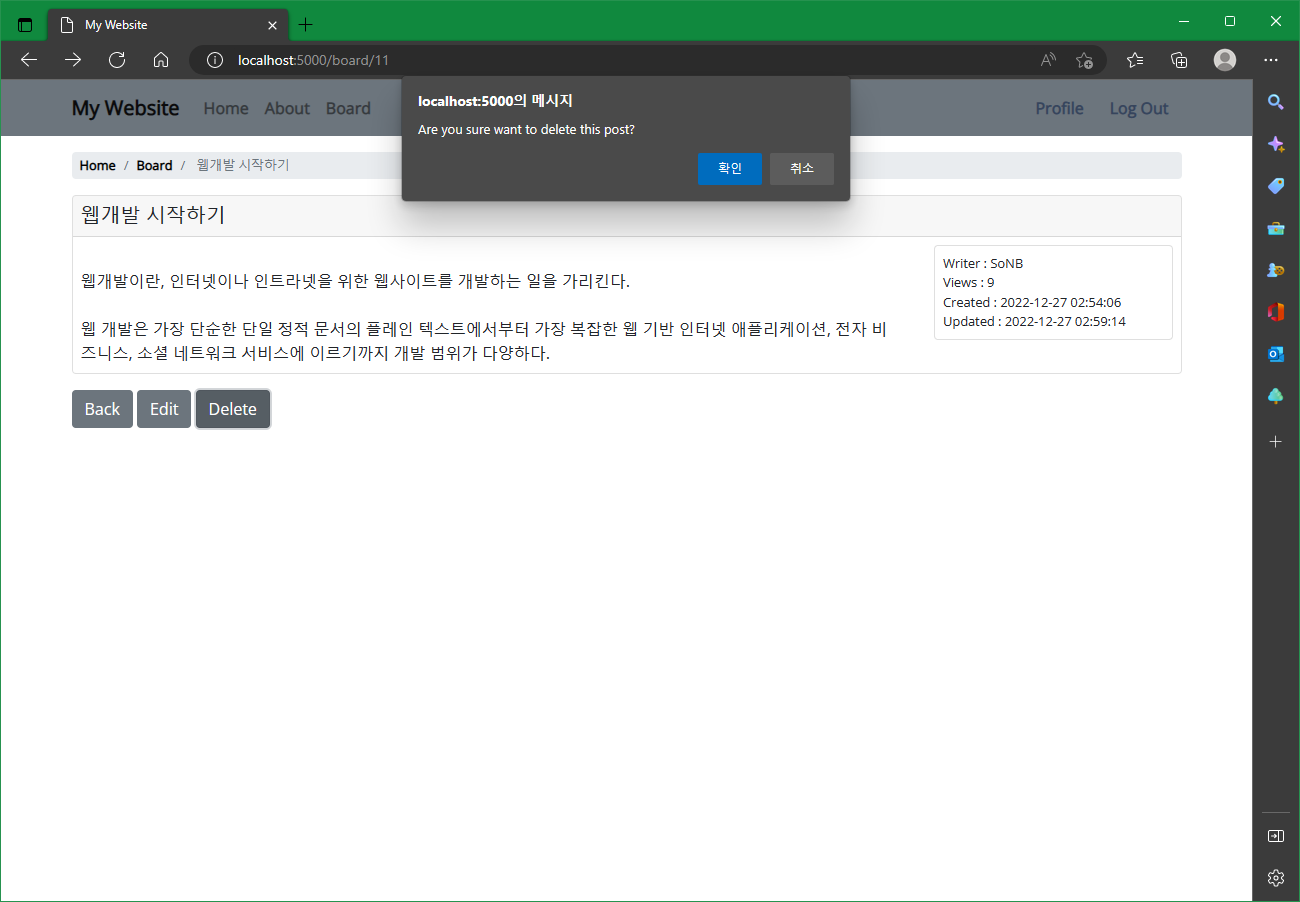 My Website
localhost:5000/board/11
My Website Home About Board Profile Log Out
localhost:5000의 메시지
Are you sure want to delete this post?
확인 취소
Home / Board / 웹개발 시작하기
웹개발 시작하기
웹개발이란, 인터넷이나 인트라넷을 위한 웹사이트를 개발하는 일을 가리킨다.
웹 개발은 가장 단순한 단일 정적 문서의 플레인 텍스트에서부터 가장 복잡한 웹 기반 인터넷 애플리케이션, 전자 비
즈니스, 소셜 네트워크 서비스에 이르기까지 개발 범위가 다양하다.
Writer : SoNB
Views : 9
Created : 2022-12-27 02:54:06
Updated : 2022-12-27 02:59:14
Back Edit Delete